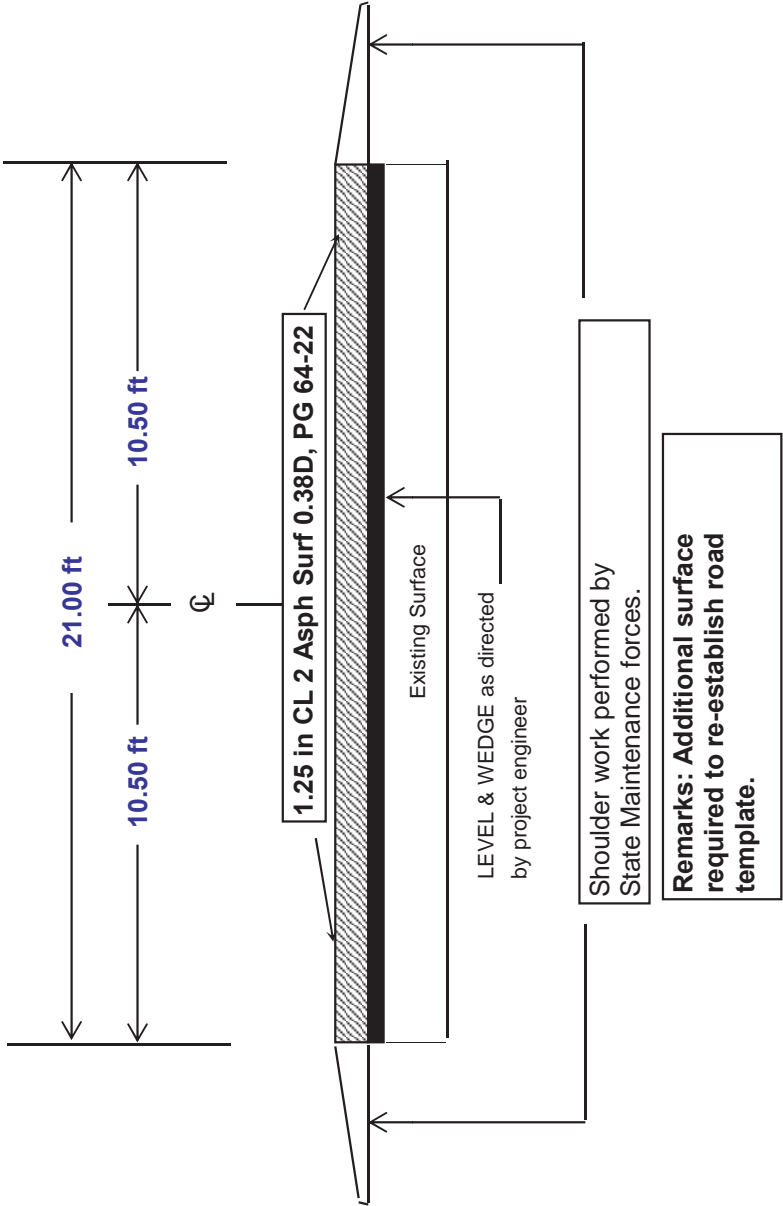 21.00 ft
10.50 ft
10.50 ft
℄
1.25 in CL 2 Asph Surf 0.38D, PG 64-22
Existing Surface
LEVEL & WEDGE as directed
by project engineer
Shoulder work performed by
State Maintenance forces.
Remarks: Additional surface
required to re-establish road
template.